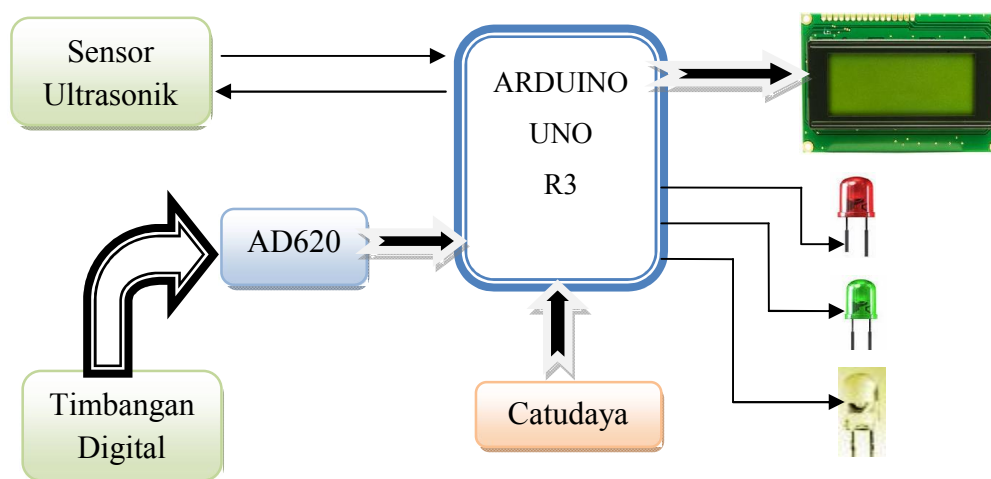 Sensor
Ultrasonik
ARDUINO
UNO
R3
AD620
Timbangan
Digital
Catudaya